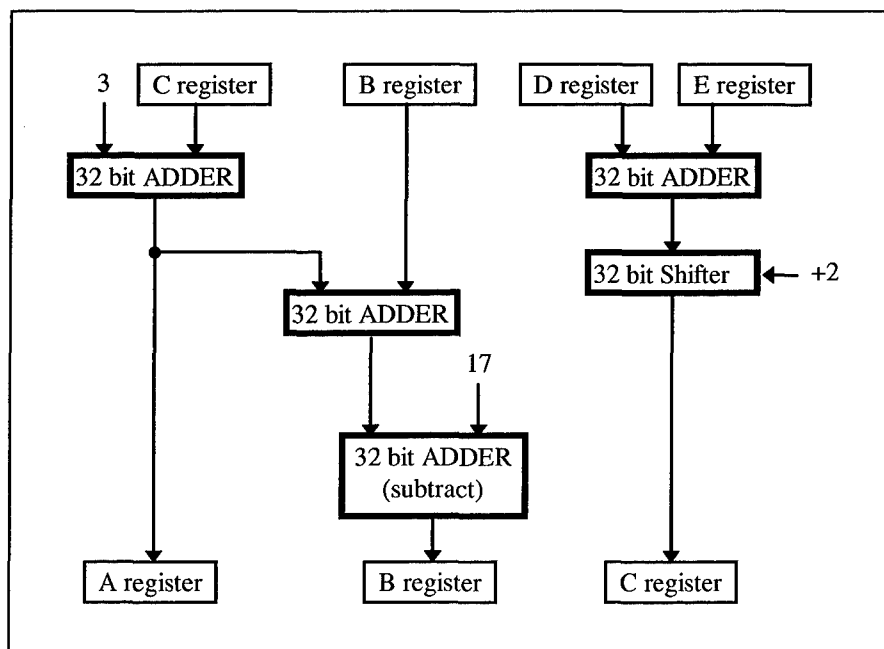 3
C register
B register
D register
E register
32 bit ADDER
32 bit ADDER
32 bit Shifter
+2
32 bit ADDER
17
32 bit ADDER
(subtract)
A register
B register
C register